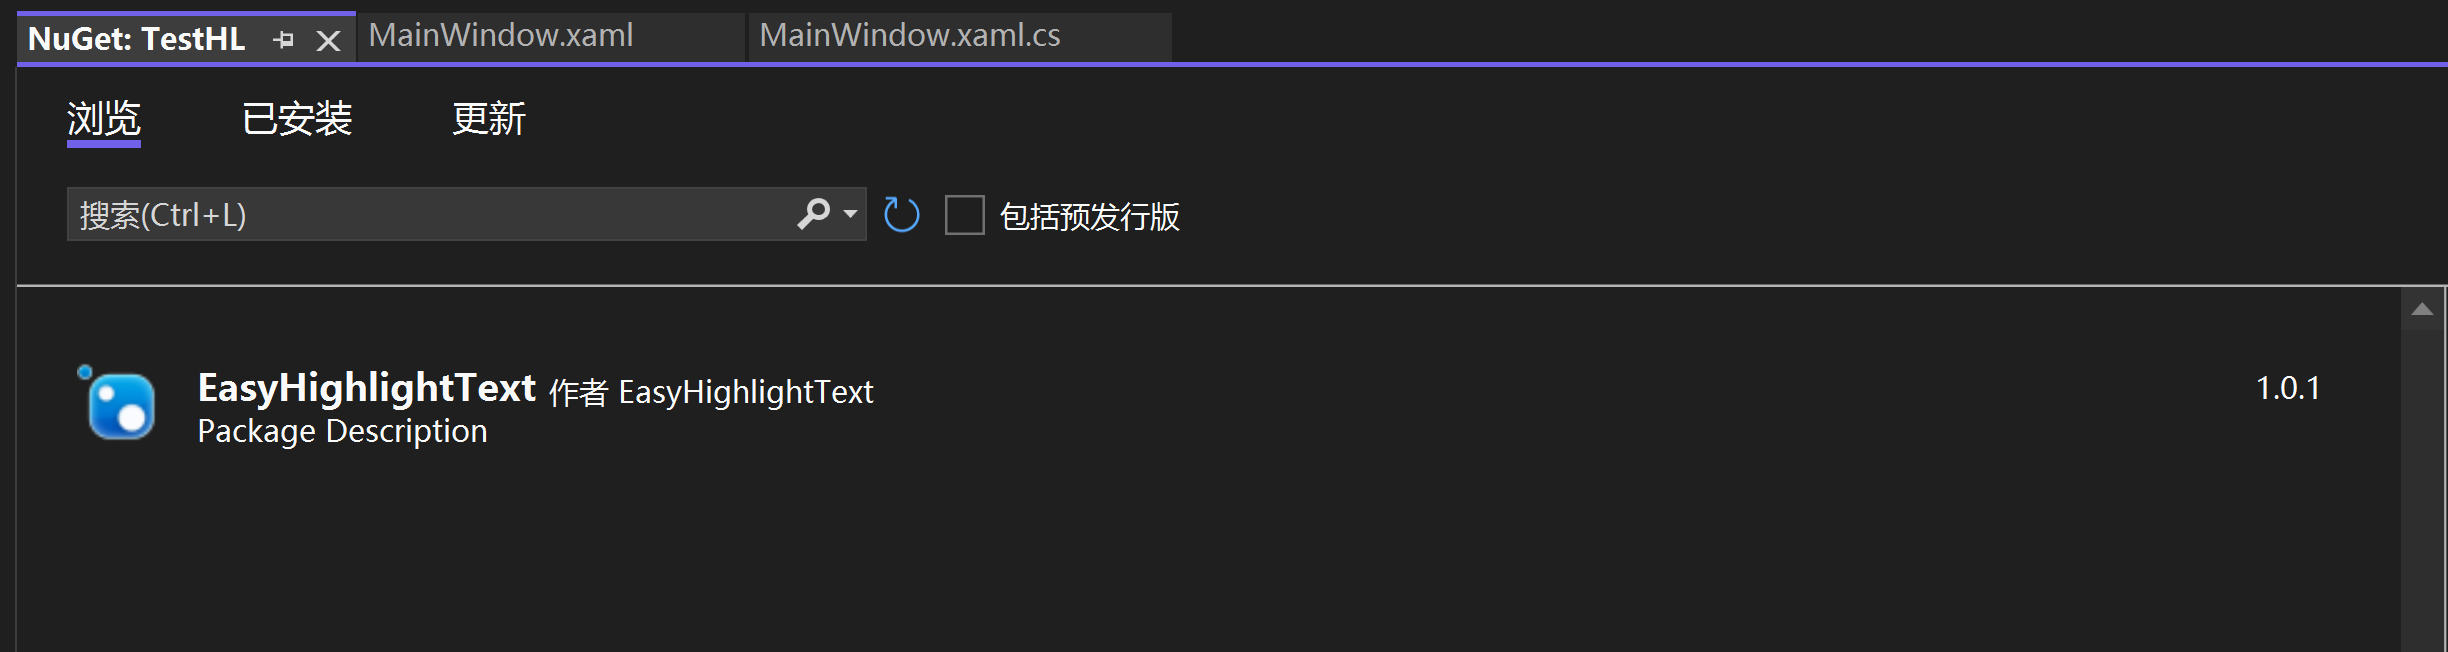 NuGet: TestHL MainWindow.xaml MainWindow.xaml.cs
浏览 已安装 更新
搜索(Ctrl+L) 包括预发行版
EasyHighlightText 作者 EasyHighlightText 1.0.1
Package Description